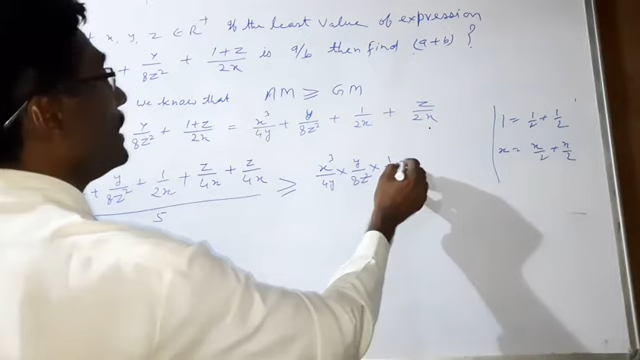 x, y, z ∈ R⁺ If the least value of expression
+ y/8z² + (1+z)/2x is a/b then find (a+b) ?
we know that AM ≥ GM
y/8z² + (1+z)/2x = x³/4y + y/8z² + 1/2x + z/2x
(+ y/8z² + 1/2x + z/4x + z/4x)/5 ≥ x³/4y × y/8z² × 1
1 = 1/2 + 1/2
x = x/2 + x/2